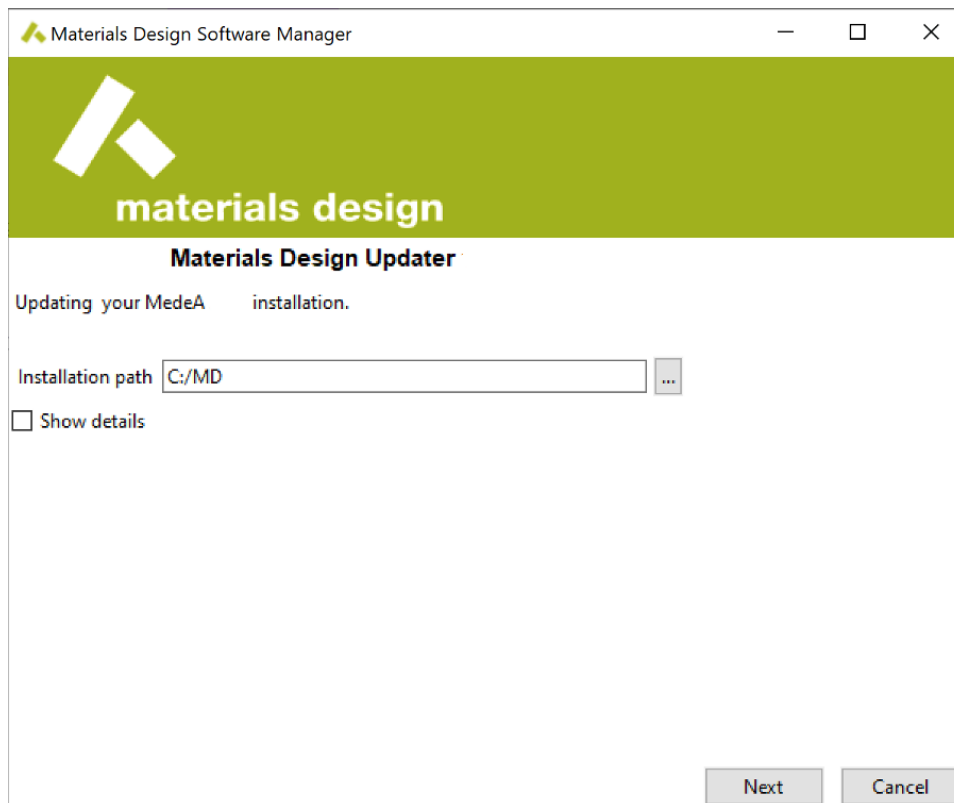 Materials Design Software Manager
materials design
Materials Design Updater
Updating your MedeA installation.
Installation path C:/MD ...
Show details
Next Cancel